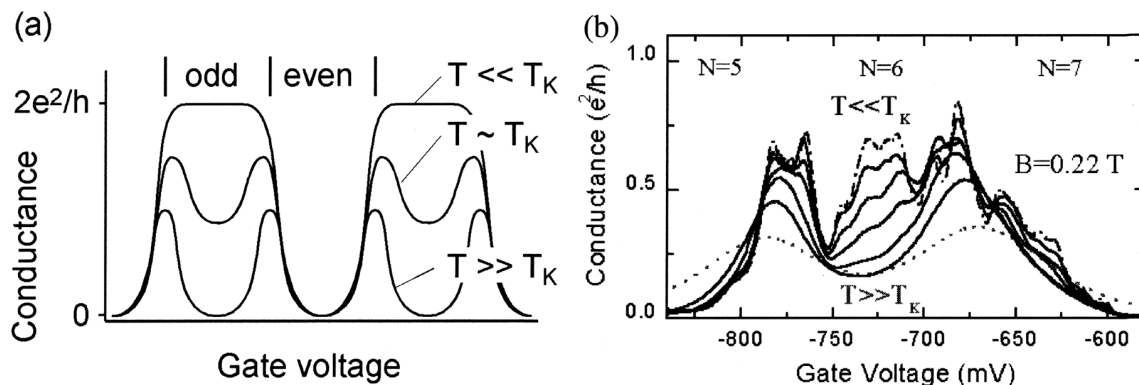 (a)
odd
even
T << T_K
2e²/h
T ~ T_K
T >> T_K
0
Conductance
Gate voltage
(b)
1.0
N=5
N=6
N=7
T<<T_K
B=0.22 T
0.5
T>>T_K
0.0
Conductance (e²/h)
-800
-750
-700
-650
-600
Gate Voltage (mV)